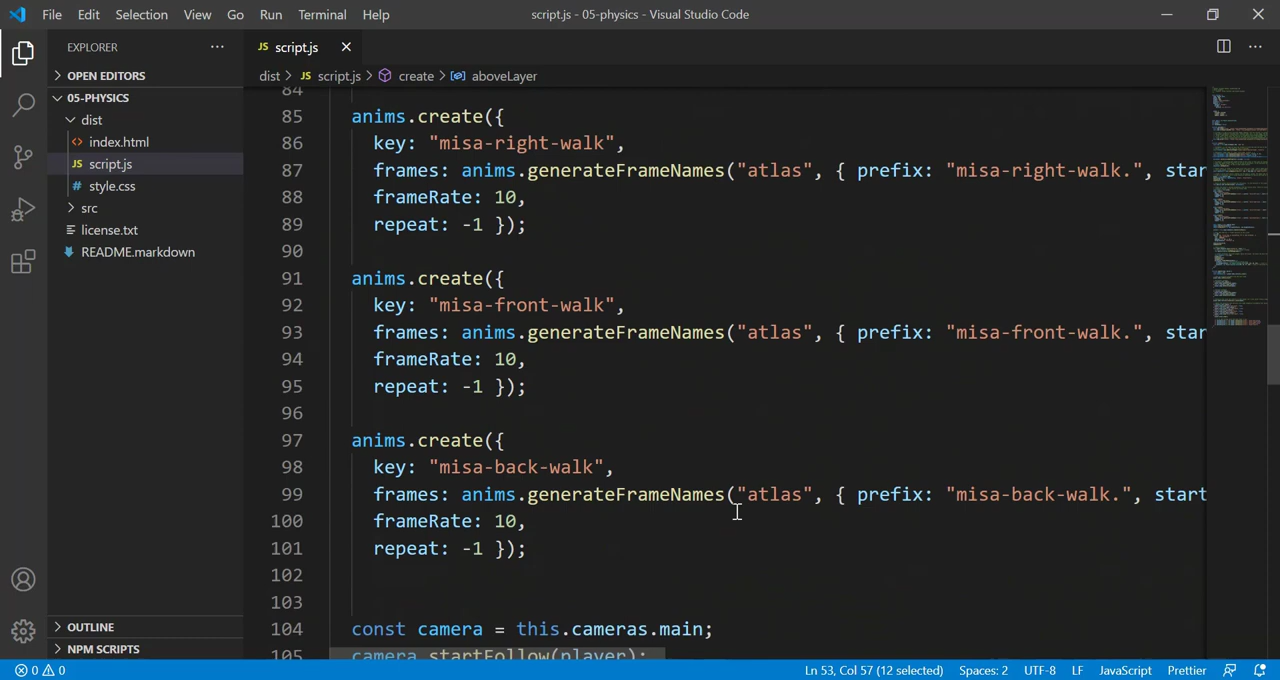 File Edit Selection View Go Run Terminal Help script.js - 05-physics - Visual Studio Code
EXPLORER
OPEN EDITORS
05-PHYSICS
dist
index.html
JS script.js
# style.css
src
license.txt
README.markdown
OUTLINE
NPM SCRIPTS
JS script.js
dist > JS script.js > create > aboveLayer
84
85 anims.create({
86 key: "misa-right-walk",
87 frames: anims.generateFrameNames("atlas", { prefix: "misa-right-walk.", star
88 frameRate: 10,
89 repeat: -1 });
90
91 anims.create({
92 key: "misa-front-walk",
93 frames: anims.generateFrameNames("atlas", { prefix: "misa-front-walk.", star
94 frameRate: 10,
95 repeat: -1 });
96
97 anims.create({
98 key: "misa-back-walk",
99 frames: anims.generateFrameNames("atlas", { prefix: "misa-back-walk.", start
100 frameRate: 10,
101 repeat: -1 });
102
103
104 const camera = this.cameras.main;
105 camera.startFollow(player);
0 0 Ln 53, Col 57 (12 selected) Spaces: 2 UTF-8 LF JavaScript Prettier